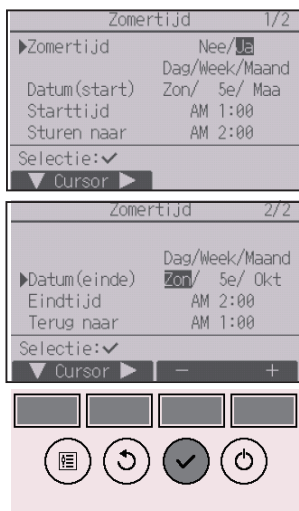 Zomertijd 1/2
▶Zomertijd Nee/Ja
Dag/Week/Maand
Datum(start) Zon/ 5e/ Maa
Starttijd AM 1:00
Sturen naar AM 2:00
Selectie:✓
▼ Cursor ▶
Zomertijd 2/2
Dag/Week/Maand
▶Datum(einde) Zon/ 5e/ Okt
Eindtijd AM 2:00
Terug naar AM 1:00
Selectie:✓
▼ Cursor ▶ − +